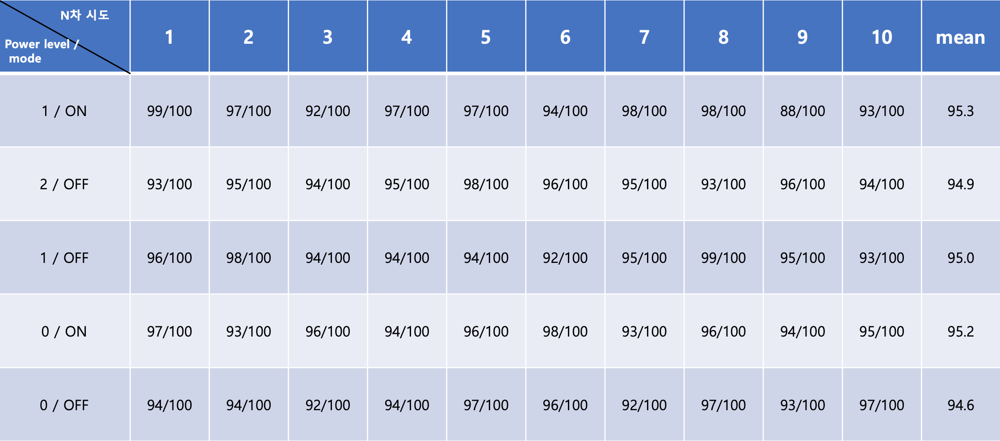 N차 시도
Power level /
mode
1 2 3 4 5 6 7 8 9 10 mean
1 / ON 99/100 97/100 92/100 97/100 97/100 94/100 98/100 98/100 88/100 93/100 95.3
2 / OFF 93/100 95/100 94/100 95/100 98/100 96/100 95/100 93/100 96/100 94/100 94.9
1 / OFF 96/100 98/100 94/100 94/100 94/100 92/100 95/100 99/100 95/100 93/100 95.0
0 / ON 97/100 93/100 96/100 94/100 96/100 98/100 93/100 96/100 94/100 95/100 95.2
0 / OFF 94/100 94/100 92/100 94/100 97/100 96/100 92/100 97/100 93/100 97/100 94.6